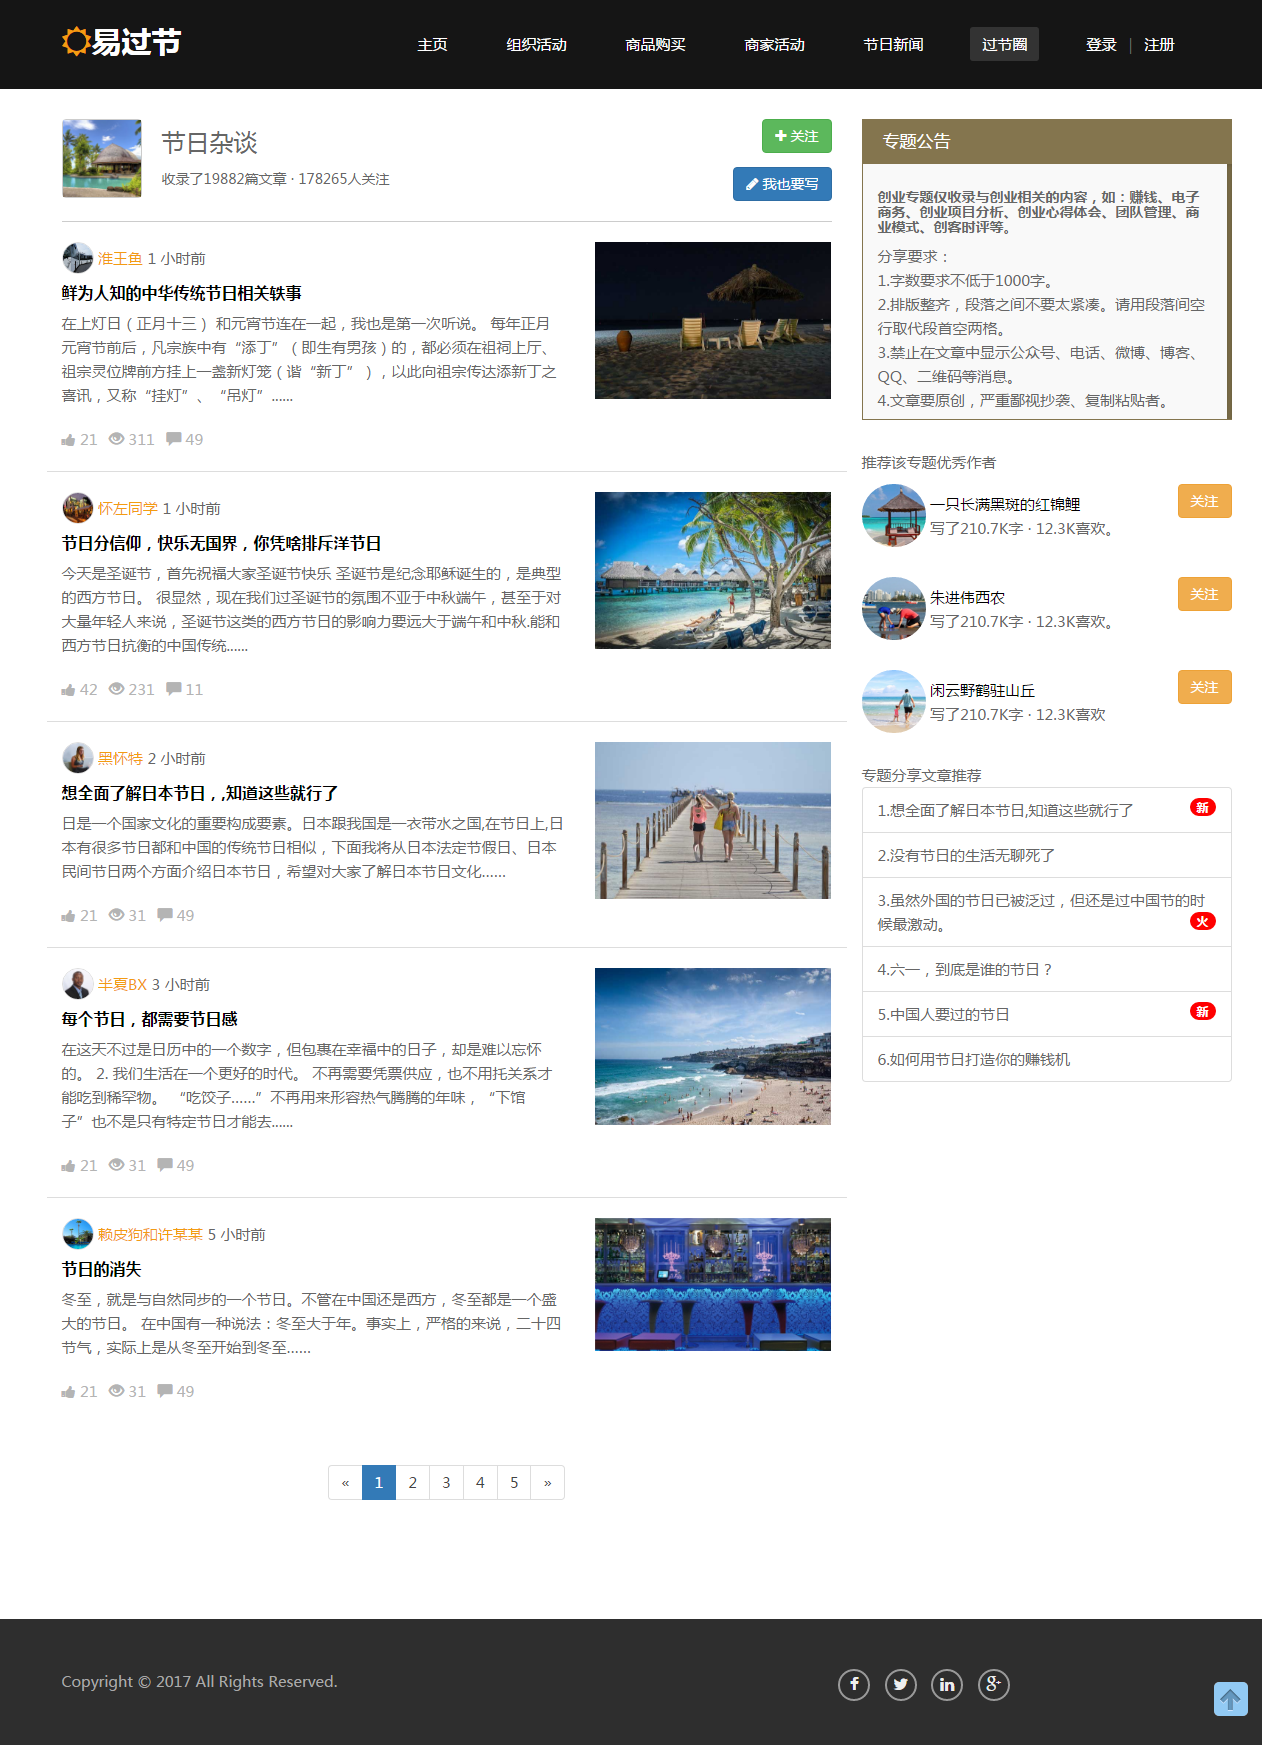 易过节
主页 组织活动 商品购买 商家活动 节日新闻 过节圈 登录 | 注册
节日杂谈
收录了19882篇文章 · 178265人关注
关注
我也要写
淮王鱼 1 小时前
鲜为人知的中华传统节日相关轶事
在上灯日（正月十三） 和元宵节连在一起，我也是第一次听说。 每年正月
元宵节前后，凡宗族中有“添丁”（即生有男孩）的，都必须在祖祠上厅、
祖宗灵位牌前方挂上一盏新灯笼（谐“新丁”），以此向祖宗传达添新丁之
喜讯，又称“挂灯”、“吊灯”......
21 311 49
怀左同学 1 小时前
节日分信仰，快乐无国界，你凭啥排斥洋节日
今天是圣诞节，首先祝福大家圣诞节快乐 圣诞节是纪念耶稣诞生的，是典型
的西方节日。 很显然，现在我们过圣诞节的氛围不亚于中秋端午，甚至于对
大量年轻人来说，圣诞节这类的西方节日的影响力要远大于端午和中秋.能和
西方节日抗衡的中国传统......
42 231 11
黑怀特 2 小时前
想全面了解日本节日，,知道这些就行了
日是一个国家文化的重要构成要素。日本跟我国是一衣带水之国,在节日上,日
本有很多节日都和中国的传统节日相似，下面我将从日本法定节假日、日本
民间节日两个方面介绍日本节日，希望对大家了解日本节日文化......
21 31 49
半夏BX 3 小时前
每个节日，都需要节日感
在这天不过是日历中的一个数字，但包裹在幸福中的日子，却是难以忘怀
的。 2. 我们生活在一个更好的时代。 不再需要凭票供应，也不用托关系才
能吃到稀罕物。 “吃饺子......”不再用来形容热气腾腾的年味，“下馆
子”也不是只有特定节日才能去......
21 31 49
赖皮狗和许某某 5 小时前
节日的消失
冬至，就是与自然同步的一个节日。不管在中国还是西方，冬至都是一个盛
大的节日。 在中国有一种说法：冬至大于年。事实上，严格的来说，二十四
节气，实际上是从冬至开始到冬至......
21 31 49
« 1 2 3 4 5 »
专题公告
创业专题仅收录与创业相关的内容，如：赚钱、电子
商务、创业项目分析、创业心得体会、团队管理、商
业模式、创客时评等。
分享要求：
1.字数要求不低于1000字。
2.排版整齐，段落之间不要太紧凑。请用段落间空
行取代段首空两格。
3.禁止在文章中显示公众号、电话、微博、博客、
QQ、二维码等消息。
4.文章要原创，严重鄙视抄袭、复制粘贴者。
推荐该专题优秀作者
一只长满黑斑的红锦鲤
写了210.7K字 · 12.3K喜欢。
关注
朱进伟西农
写了210.7K字 · 12.3K喜欢。
关注
闲云野鹤驻山丘
写了210.7K字 · 12.3K喜欢
关注
专题分享文章推荐
1.想全面了解日本节日,知道这些就行了 新
2.没有节日的生活无聊死了
3.虽然外国的节日已被泛过，但还是过中国节的时
候最激动。 火
4.六一，到底是谁的节日？
5.中国人要过的节日 新
6.如何用节日打造你的赚钱机
Copyright © 2017 All Rights Reserved.